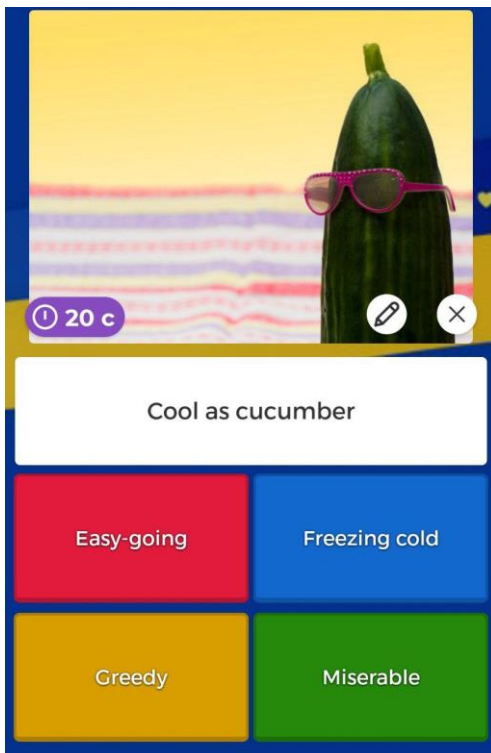 20 с
Cool as cucumber
Easy-going
Freezing cold
Greedy
Miserable